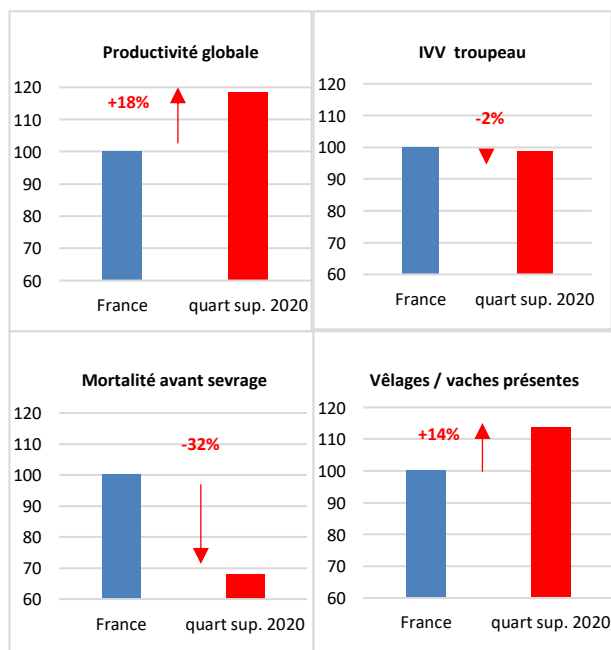 Productivité globale
120
110
100
90
80
70
60
+18%
France
quart sup. 2020
IVV troupeau
120
110
100
90
80
70
60
-2%
France
quart sup. 2020
Mortalité avant sevrage
120
110
100
90
80
70
60
-32%
France
quart sup. 2020
Vêlages / vaches présentes
120
110
100
90
80
70
60
+14%
France
quart sup. 2020